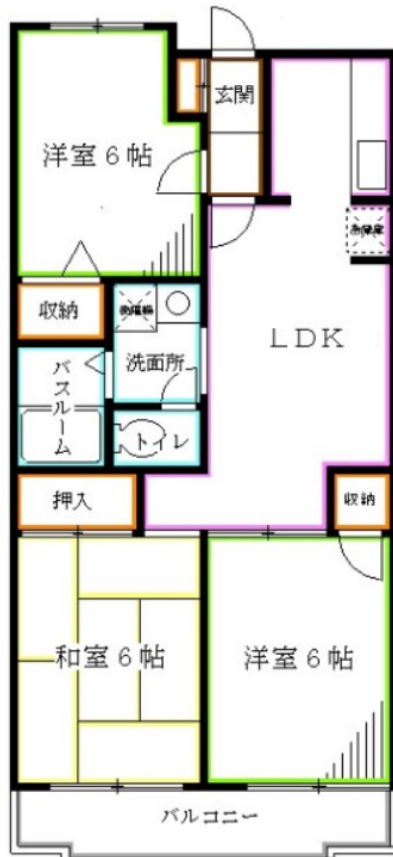 玄関
洋室6帖
冷蔵庫
収納
洗濯機
LDK
洗面所
バスルーム
トイレ
押入
収納
和室6帖
洋室6帖
バルコニー